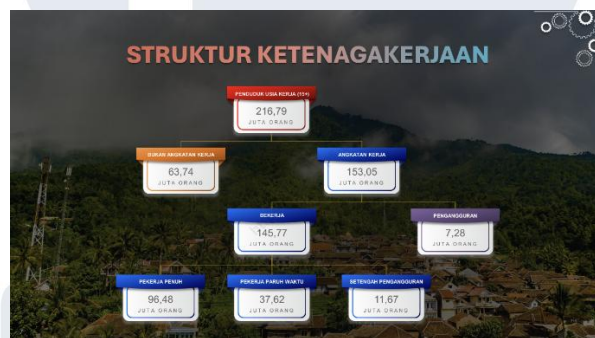 STRUKTUR KETENAGAKERJAAN
PENDUDUK USIA KERJA (15+)
216,79
JUTA ORANG
BUKAN ANGKATAN KERJA
63,74
JUTA ORANG
ANGKATAN KERJA
153,05
JUTA ORANG
BEKERJA
145,77
JUTA ORANG
PENGANGGURAN
7,28
JUTA ORANG
PEKERJA PENUH
96,48
JUTA ORANG
PEKERJA PARUH WAKTU
37,62
JUTA ORANG
SETENGAH PENGANGGURAN
11,67
JUTA ORANG